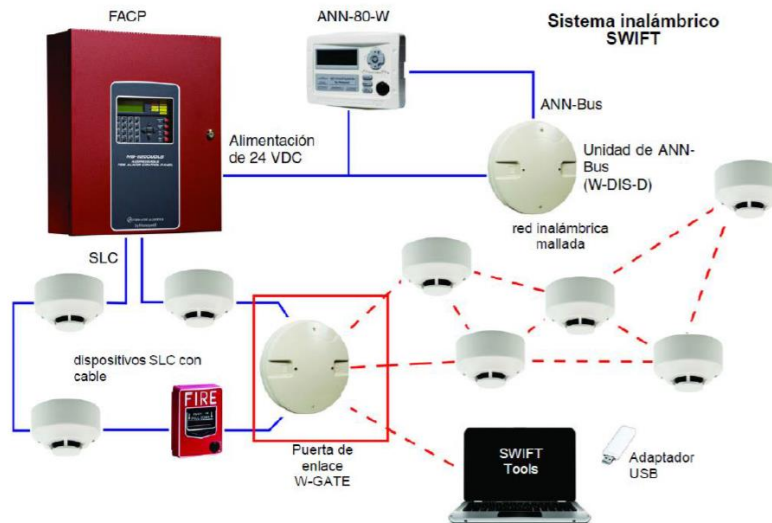 FACP
ANN-80-W
Sistema inalámbrico
SWIFT
ANN-Bus
Alimentación
de 24 VDC
Unidad de ANN-
Bus
(W-DIS-D)
red inalámbrica
mallada
SLC
dispositivos SLC con
cable
FIRE
Puerta de
enlace
W-GATE
SWIFT
Tools
Adaptador
USB